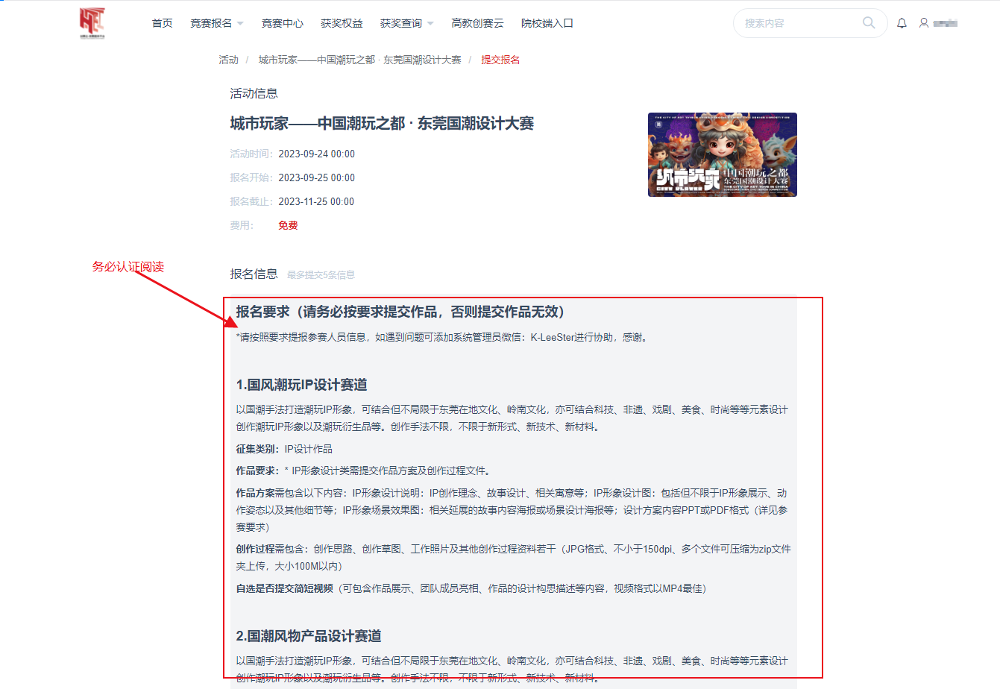 首页 竞赛报名 竞赛中心 获奖权益 获奖查询 高教创赛云 院校端入口 搜索内容
活动 / 城市玩家——中国潮玩之都 · 东莞国潮设计大赛 / 提交报名
活动信息
城市玩家——中国潮玩之都 · 东莞国潮设计大赛
活动时间： 2023-09-24 00:00
报名开始： 2023-09-25 00:00
报名截止： 2023-11-25 00:00
费用： 免费
城市玩家
CITY PLAYER
中国潮玩之都
东莞国潮设计大赛
THE CITY OF ART TOYS IN CHINA
务必认证阅读
报名信息 最多提交5条信息
报名要求（请务必按要求提交作品，否则提交作品无效）
*请按照要求提报参赛人员信息，如遇到问题可添加系统管理员微信：K-LeeSter进行协助，感谢。
1.国风潮玩IP设计赛道
以国潮手法打造潮玩IP形象，可结合但不局限于东莞在地文化、岭南文化，亦可结合科技、非遗、戏剧、美食、时尚等等元素设计
创作潮玩IP形象以及潮玩衍生品等。创作手法不限，不限于新形式、新技术、新材料。
征集类别：IP设计作品
作品要求：* IP形象设计类需提交作品方案及创作过程文件。
作品方案需包含以下内容：IP形象设计说明：IP创作理念、故事设计、相关寓意等；IP形象设计图：包括但不限于IP形象展示、动
作姿态以及其他细节等；IP形象场景效果图：相关延展的故事内容海报或场景设计海报等；设计方案内容PPT或PDF格式（详见参
赛要求）
创作过程需包含：创作思路、创作草图、工作照片及其他创作过程资料若干（JPG格式、不小于150dpi、多个文件可压缩为zip文件
夹上传，大小100M以内）
自选是否提交简短视频（可包含作品展示、团队成员亮相、作品的设计构思描述等内容，视频格式以MP4最佳）
2.国潮风物产品设计赛道
以国潮手法打造潮玩IP形象，可结合但不局限于东莞在地文化、岭南文化，亦可结合科技、非遗、戏剧、美食、时尚等等元素设计
创作潮玩IP形象以及潮玩衍生品等。创作手法不限，不限于新形式、新技术、新材料。